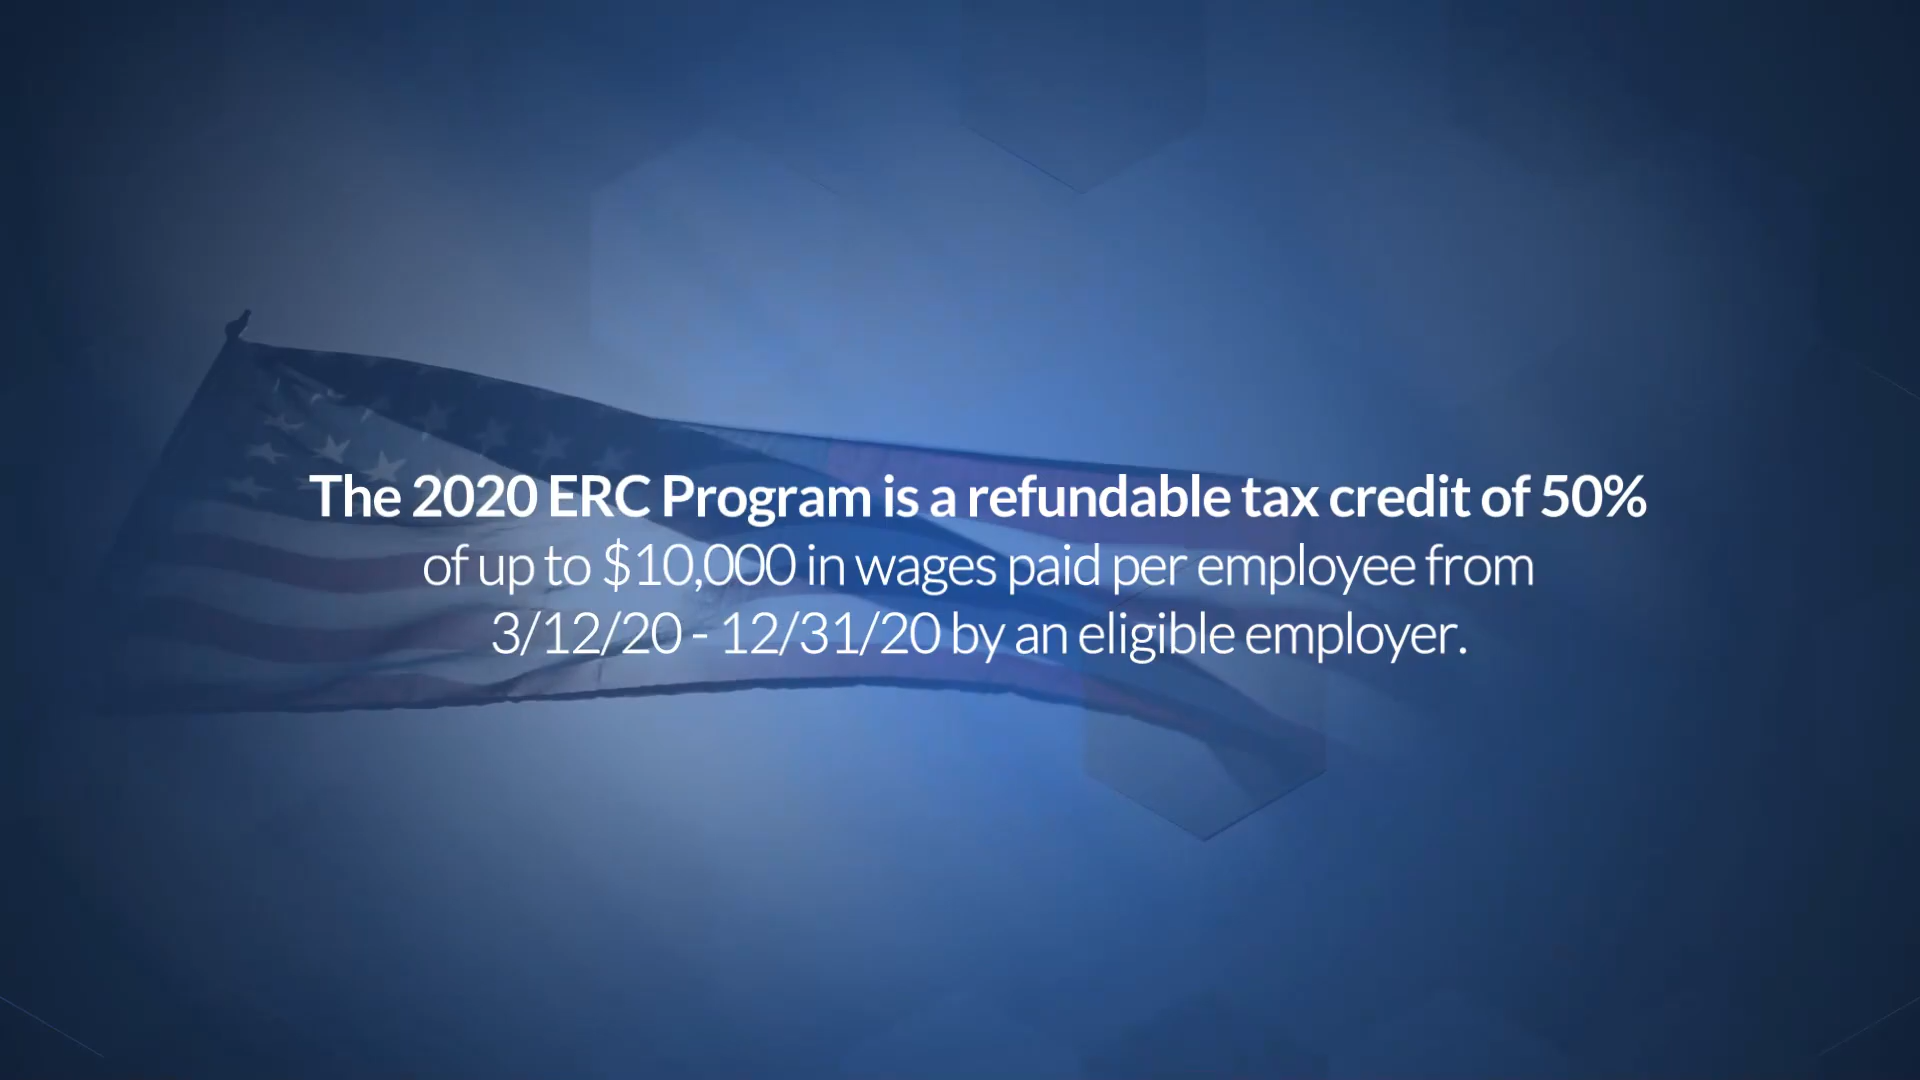 The 2020 ERC Program is a refundable tax credit of 50%
of up to $10,000 in wages paid per employee from
3/12/20 - 12/31/20 by an eligible employer.